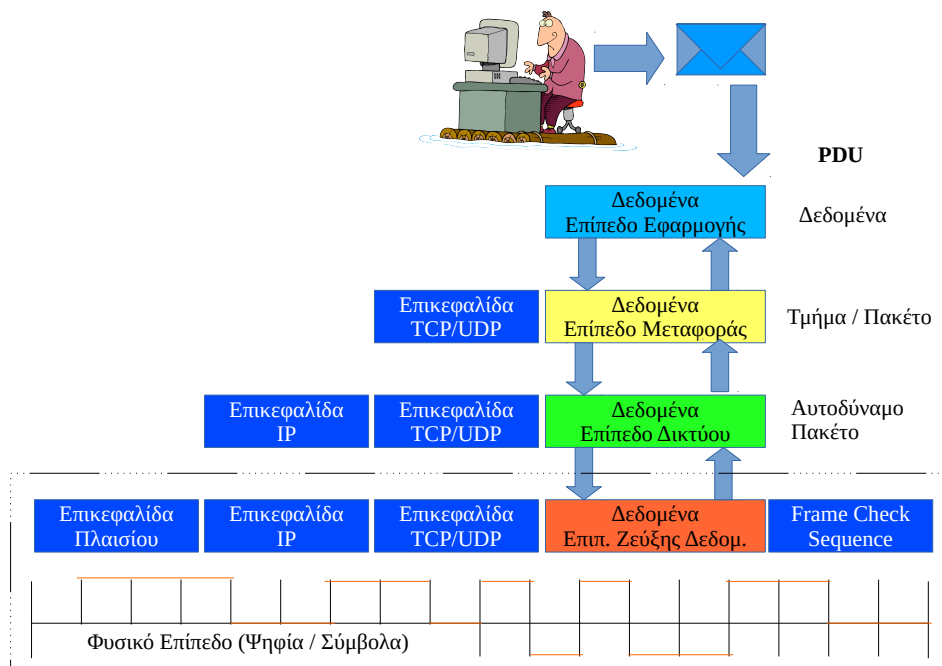 PDU
Δεδομένα
Επίπεδο Εφαρμογής
Δεδομένα
Επικεφαλίδα
TCP/UDP
Δεδομένα
Επίπεδο Μεταφοράς
Τμήμα / Πακέτο
Επικεφαλίδα
IP
Επικεφαλίδα
TCP/UDP
Δεδομένα
Επίπεδο Δικτύου
Αυτοδύναμο
Πακέτο
Επικεφαλίδα
Πλαισίου
Επικεφαλίδα
IP
Επικεφαλίδα
TCP/UDP
Δεδομένα
Επιπ. Ζεύξης Δεδομ.
Frame Check
Sequence
Φυσικό Επίπεδο (Ψηφία / Σύμβολα)